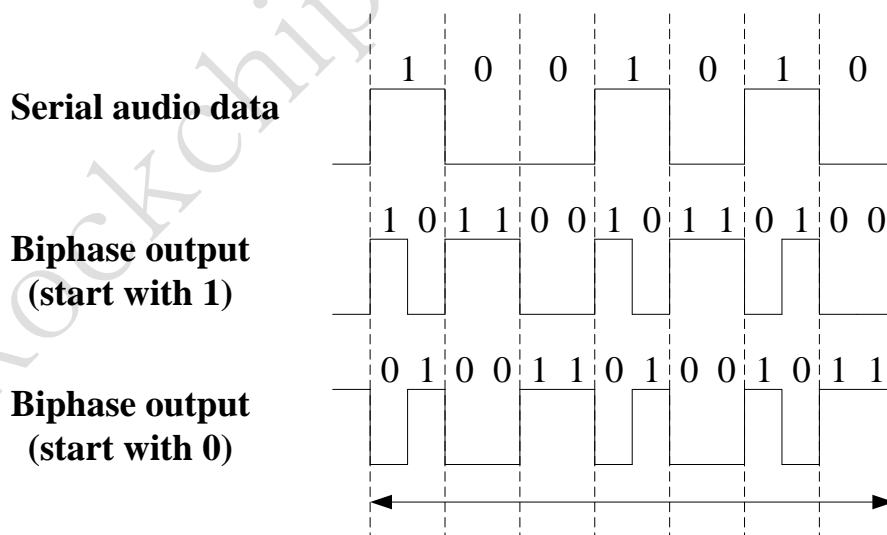 Rockchip
1 0 0 1 0 1 0
Serial audio data
1 0 1 1 0 0 1 0 1 1 0 1 0 0
Biphase output
(start with 1)
0 1 0 0 1 1 0 1 0 0 1 0 1 1
Biphase output
(start with 0)